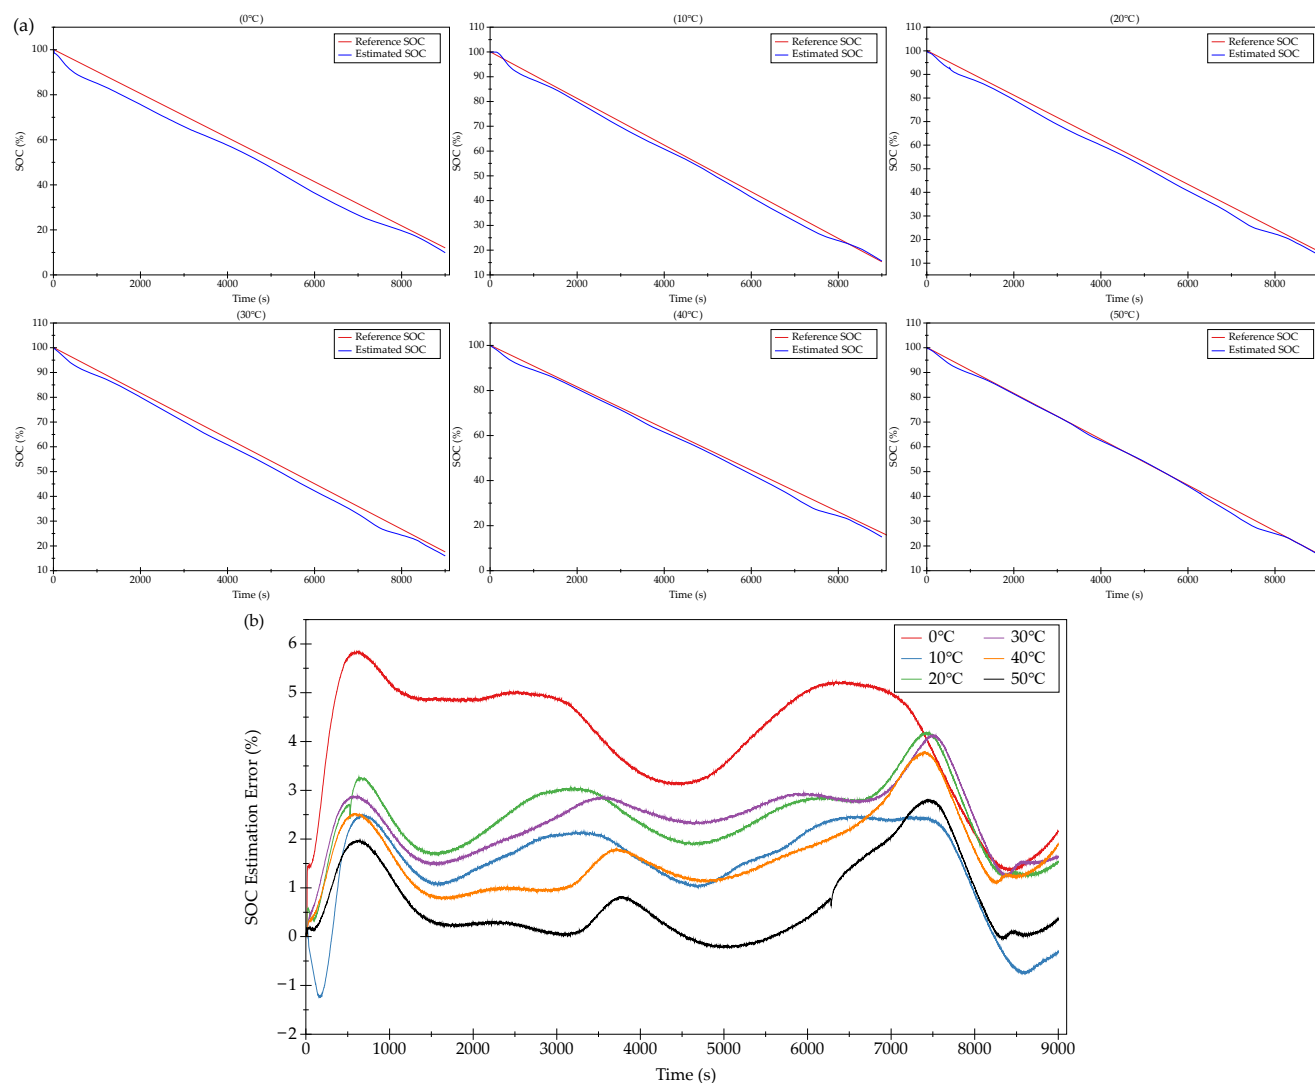 (a)
(0°C)
Reference SOC
Estimated SOC
100
80
60
40
20
0
SOC (%)
0 2000 4000 6000 8000
Time (s)
(10°C)
Reference SOC
Estimated SOC
110
100
90
80
70
60
50
40
30
20
10
SOC (%)
0 2000 4000 6000 8000
Time (s)
(20°C)
Reference SOC
Estimated SOC
110
100
90
80
70
60
50
40
30
20
10
SOC (%)
0 2000 4000 6000 8000
Time (s)
(30°C)
Reference SOC
Estimated SOC
110
100
90
80
70
60
50
40
30
20
10
SOC (%)
0 2000 4000 6000 8000
Time (s)
(40°C)
Reference SOC
Estimated SOC
110
100
80
60
40
20
0
SOC (%)
0 2000 4000 6000 8000
Time (s)
(50°C)
Reference SOC
Estimated SOC
110
100
90
80
70
60
50
40
30
20
10
SOC (%)
0 2000 4000 6000 8000
Time (s)
(b)
0°C 30°C
10°C 40°C
20°C 50°C
6
5
4
3
2
1
0
−1
−2
SOC Estimation Error (%)
0 1000 2000 3000 4000 5000 6000 7000 8000 9000
Time (s)